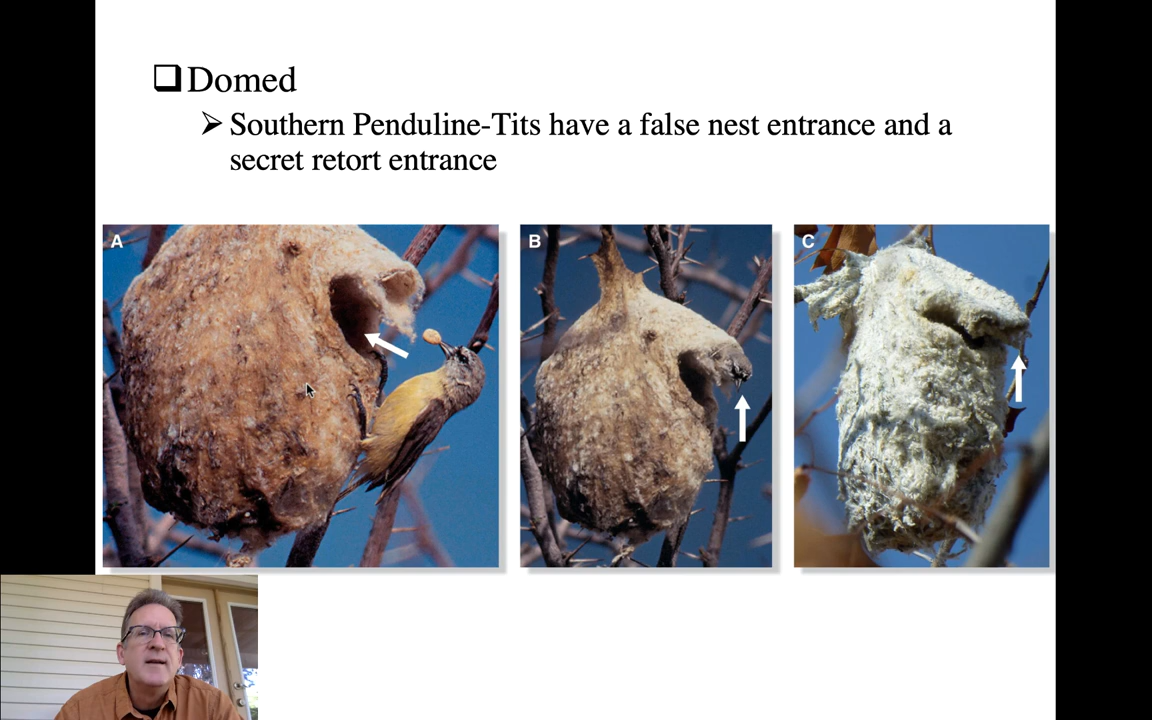 Domed
Southern Penduline-Tits have a false nest entrance and a
secret retort entrance
A
B
C